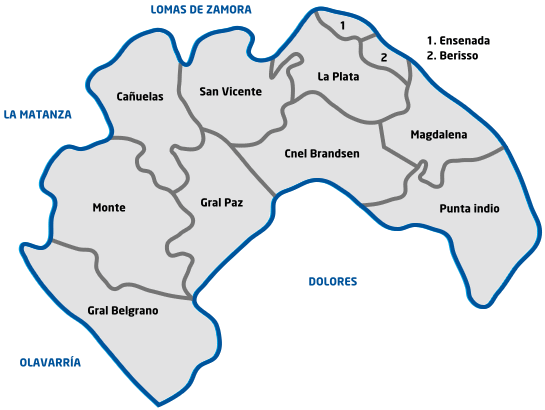 LOMAS DE ZAMORA
1
1. Ensenada
2. Berisso
2
La Plata
San Vicente
Cañuelas
LA MATANZA
Magdalena
Cnel Brandsen
Monte
Gral Paz
Punta indio
DOLORES
Gral Belgrano
OLAVARRÍA